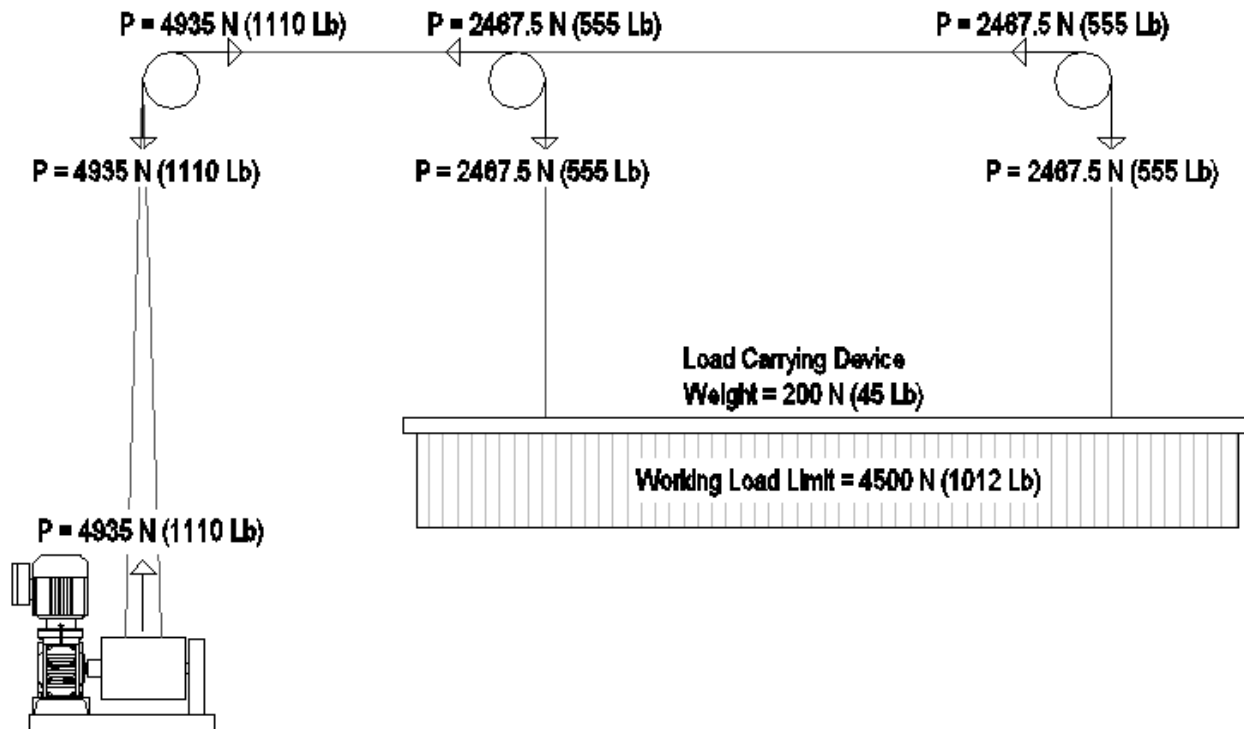 P = 4935 N (1110 Lb)
P = 2467.5 N (555 Lb)
P = 2467.5 N (555 Lb)
P = 4935 N (1110 Lb)
P = 2467.5 N (555 Lb)
P = 2467.5 N (555 Lb)
Load Carrying Device
Weight = 200 N (45 Lb)
Working Load Limit = 4500 N (1012 Lb)
P = 4935 N (1110 Lb)